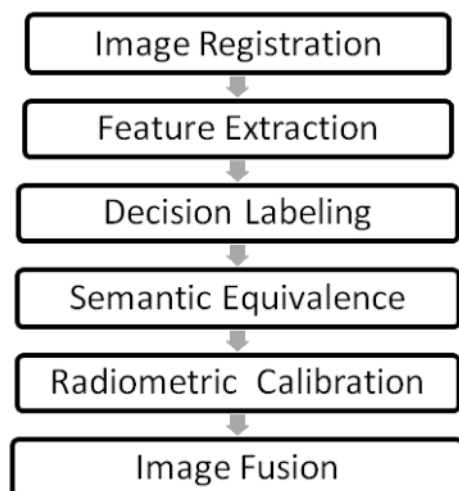 Image Registration
Feature Extraction
Decision Labeling
Semantic Equivalence
Radiometric Calibration
Image Fusion